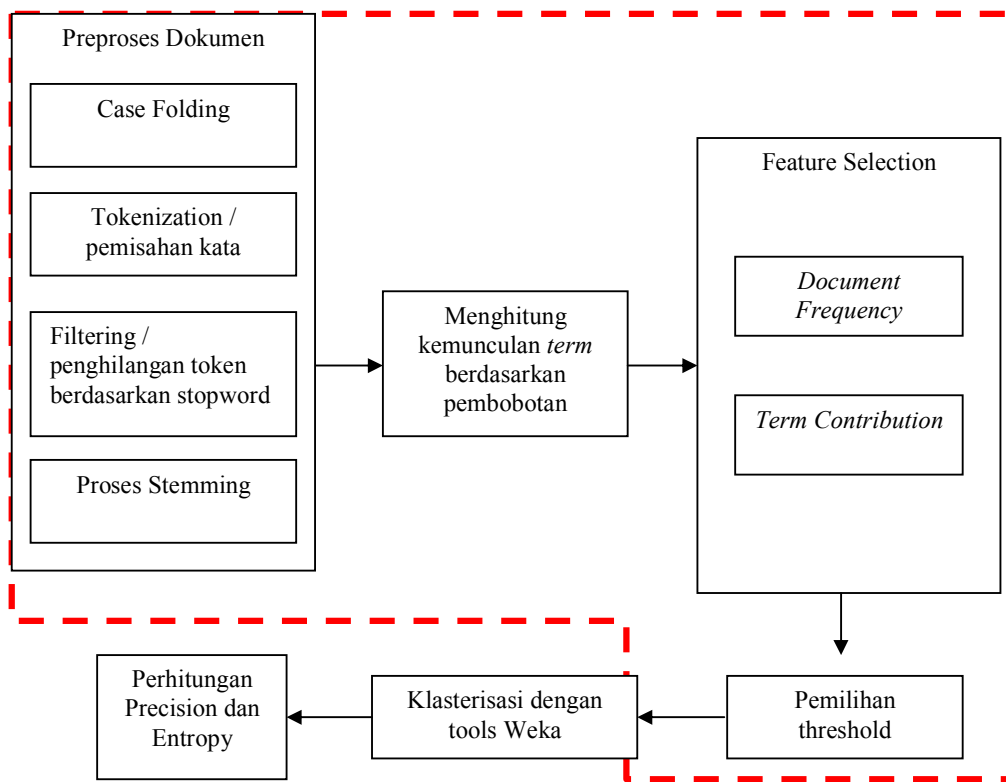 Preproses Dokumen
Case Folding
Tokenization /
pemisahan kata
Filtering /
penghilangan token
berdasarkan stopword
Proses Stemming
Menghitung
kemunculan term
berdasarkan
pembobotan
Feature Selection
Document
Frequency
Term Contribution
Pemilihan
threshold
Klasterisasi dengan
tools Weka
Perhitungan
Precision dan
Entropy